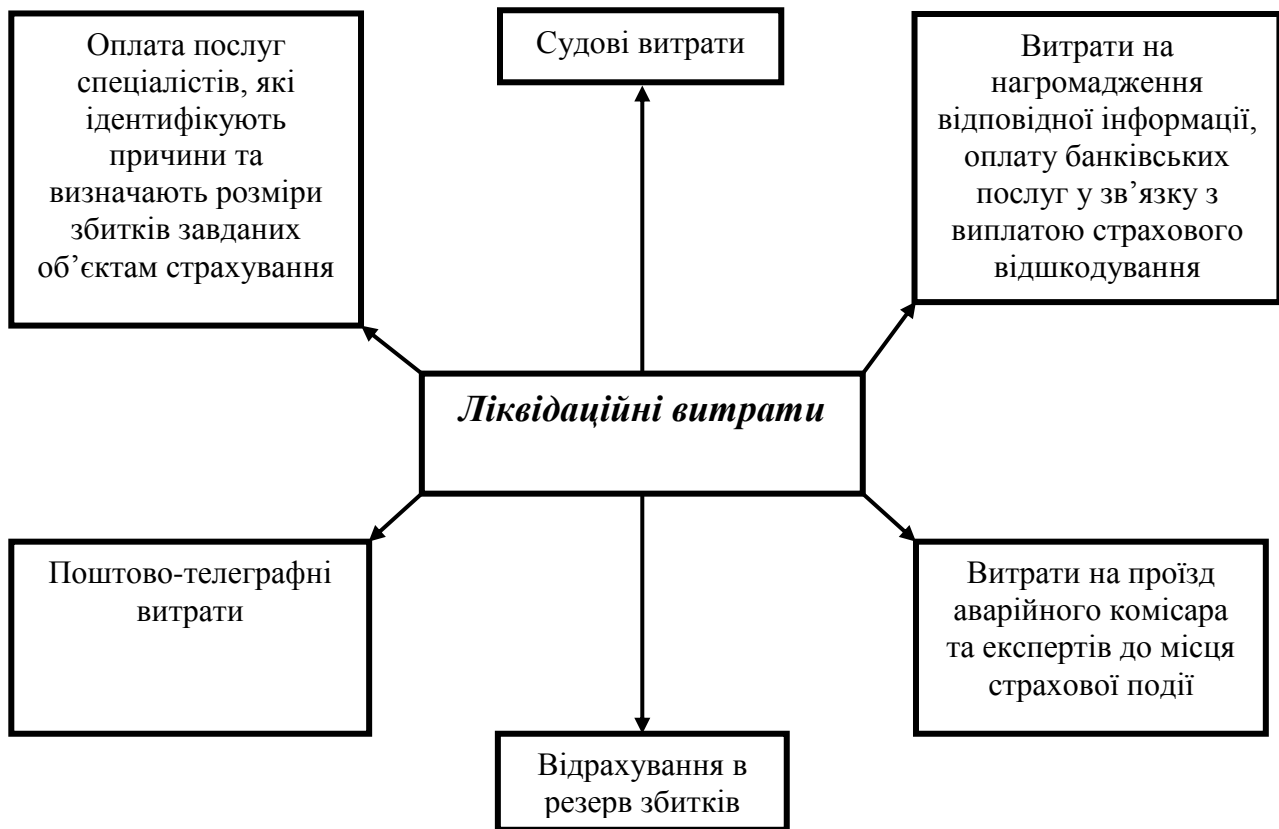 Оплата послуг
спеціалістів, які
ідентифікують
причини та
визначають розміри
збитків завданих
об’єктам страхування
Судові витрати
Витрати на
нагромадження
відповідної інформації,
оплату банківських
послуг у зв’язку з
виплатою страхового
відшкодування
Ліквідаційні витрати
Поштово-телеграфні
витрати
Відрахування в
резерв збитків
Витрати на проїзд
аварійного комісара
та експертів до місця
страхової події